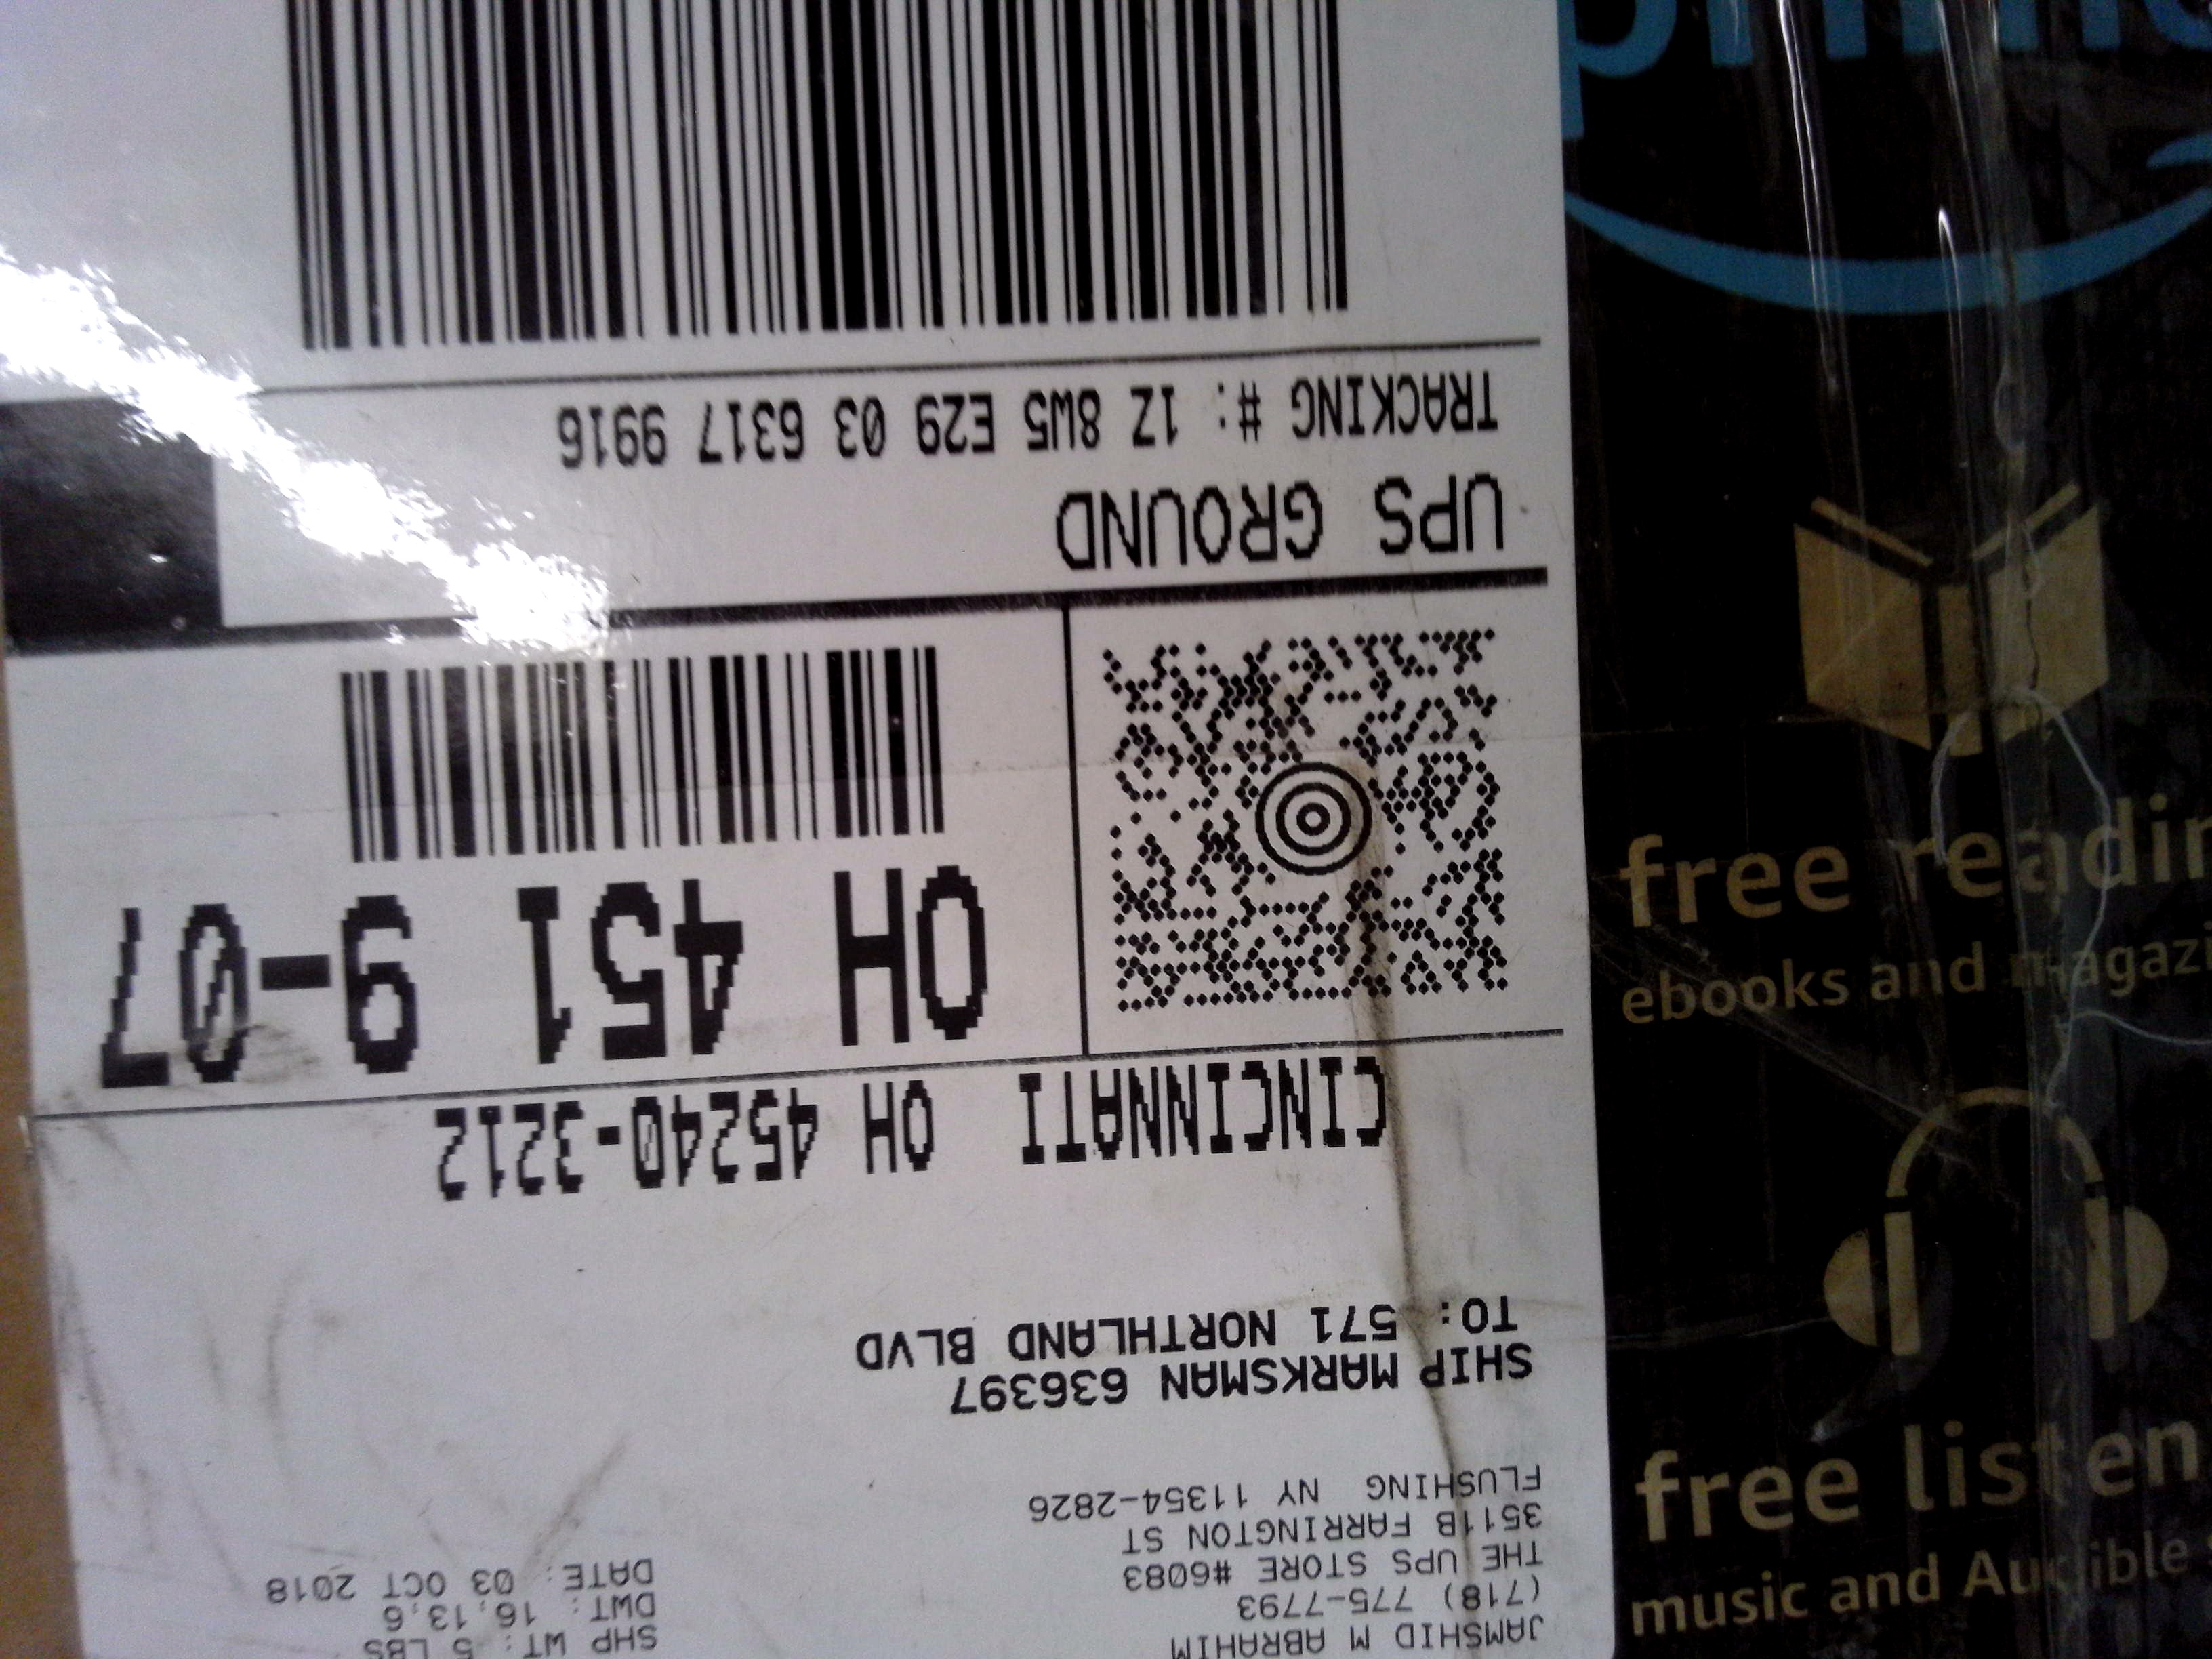 JAMSHID M ABRAHIM
(718) 775-7793
THE UPS STORE #6083
3511B FARRINGTON ST
FLUSHING NY 11354-2826
SHP WT: 5 LBS
DWT: 16,13,6
DATE: 03 OCT 2018
SHIP MARKSMAN 636397
TO: 571 NORTHLAND BLVD
CINCINNATI OH 45240-3212
OH 451 9-07
UPS GROUND
TRACKING #: 1Z 8W5 E29 03 6317 9916
prime
free readin
ebooks and magazi
free listen
music and Audible